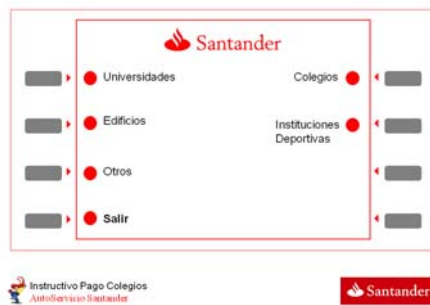 Santander
Universidades
Colegios
Edificios
Instituciones
Deportivas
Otros
Salir
Instructivo Pago Colegios
AutoServicio Santander
Santander